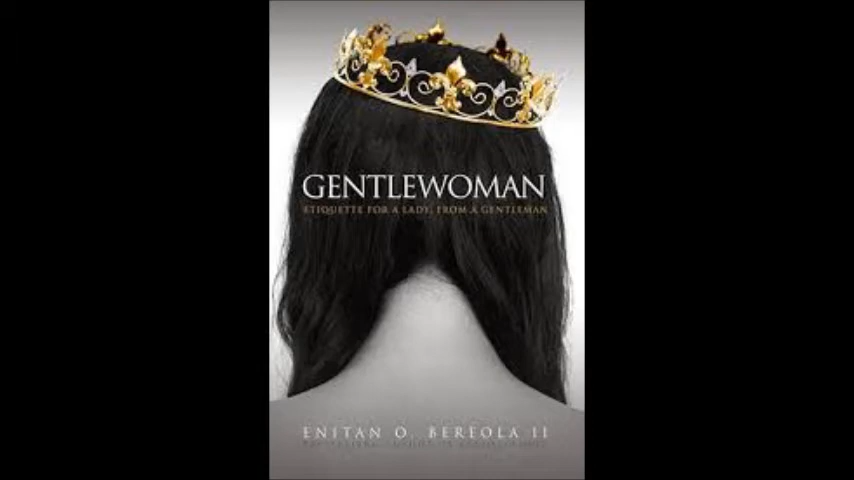 GENTLEWOMAN
ETIQUETTE FOR A LADY, FROM A GENTLEMAN
ENITAN O. BEREOLA II